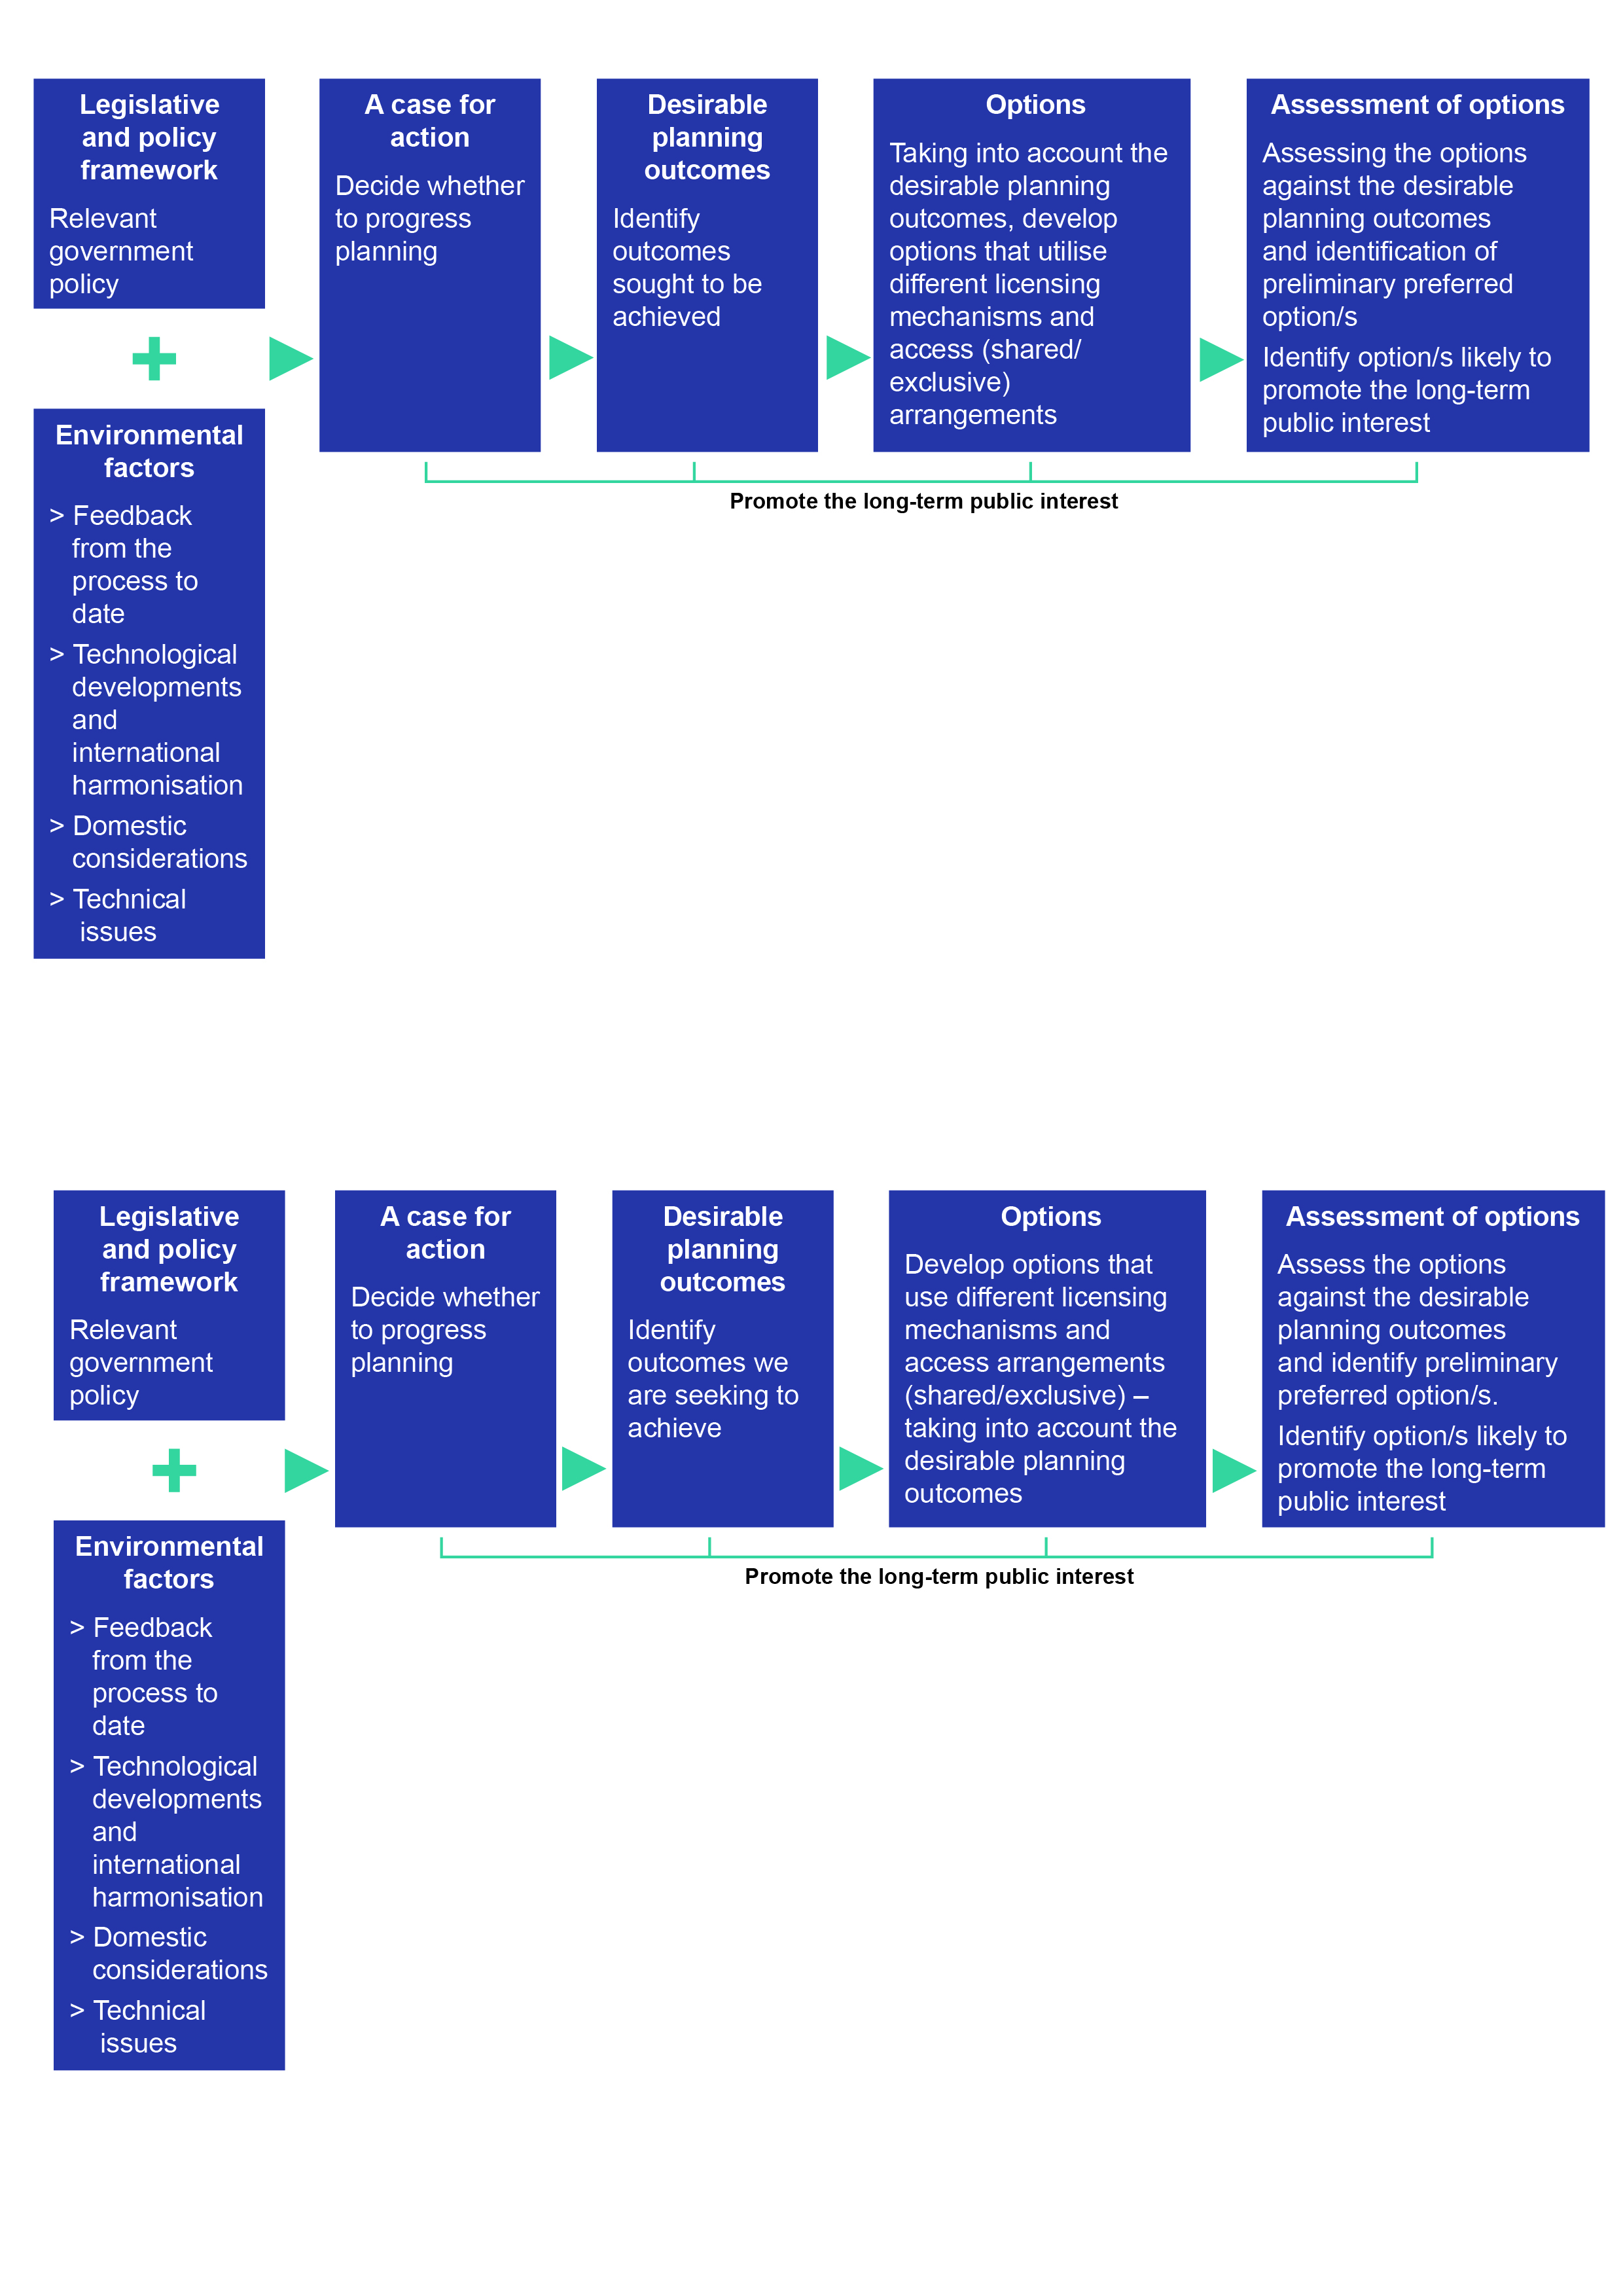 Legislative
and policy
framework
Relevant
government
policy
Environmental
factors
> Feedback
from the
process to
date
> Technological
developments
and
international
harmonisation
> Domestic
considerations
> Technical
issues
A case for
action
Decide whether
to progress
planning
Desirable
planning
outcomes
Identify
outcomes
sought to be
achieved
Options
Taking into account the
desirable planning
outcomes, develop
options that utilise
different licensing
mechanisms and
access (shared/
exclusive)
arrangements
Assessment of options
Assessing the options
against the desirable
planning outcomes
and identification of
preliminary preferred
option/s
Identify option/s likely to
promote the long-term
public interest
Promote the long-term public interest
Legislative
and policy
framework
Relevant
government
policy
Environmental
factors
> Feedback
from the
process to
date
> Technological
developments
and
international
harmonisation
> Domestic
considerations
> Technical
issues
A case for
action
Decide whether
to progress
planning
Desirable
planning
outcomes
Identify
outcomes we
are seeking to
achieve
Options
Develop options that
use different licensing
mechanisms and
access arrangements
(shared/exclusive) –
taking into account the
desirable planning
outcomes
Assessment of options
Assess the options
against the desirable
planning outcomes
and identify preliminary
preferred option/s.
Identify option/s likely to
promote the long-term
public interest
Promote the long-term public interest